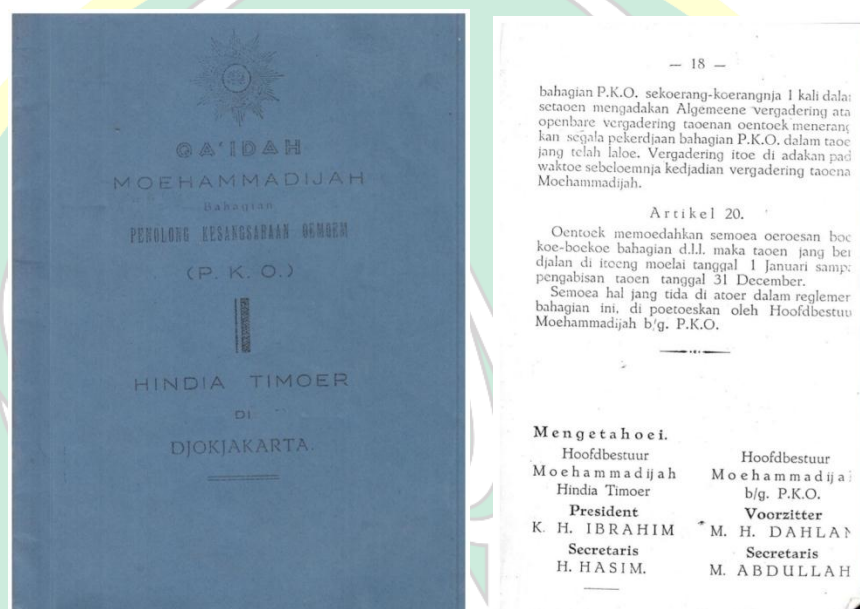 QA'IDAH
MOEHAMMADIJAH
Bahagian
PENOLONG KESANGSARAAN OEMOEM
(P. K. O.)
HINDIA TIMOER
DI
DJOKJAKARTA.
— 18 —
bahagian P.K.O. sekoerang-koerangnja 1 kali dala
setaoen mengadakan Algemeene vergadering ata
openbare vergadering taoenan oentoek menerang
kan segala pekerdjaan bahagian P.K.O. dalam taoe
jang telah laloe. Vergadering itoe di adakan pad
waktoe sebeloemnja kedjadian vergadering taoena
Moehammadijah.
Artikel 20.
Oentoek memoedahkan semoea oeroesan boe
koe-boekoe bahagian d.l.l. maka taoen jang ber
djalan di itoeng moelai tanggal 1 Januari samp
pengabisan taoen tanggal 31 December.
Semoea hal jang tida di atoer dalam reglemen
bahagian ini, di poetoeskan oleh Hoofdbestuu
Moehammadijah b/g. P.K.O.
Mengetahoei.
Hoofdbestuur
Moehammadijah
Hindia Timoer
President
K. H. IBRAHIM
Secretaris
H. HASIM.
Hoofdbestuur
Moehammadija
b/g. P.K.O.
Voorzitter
M. H. DAHLAN
Secretaris
M. ABDULLAH